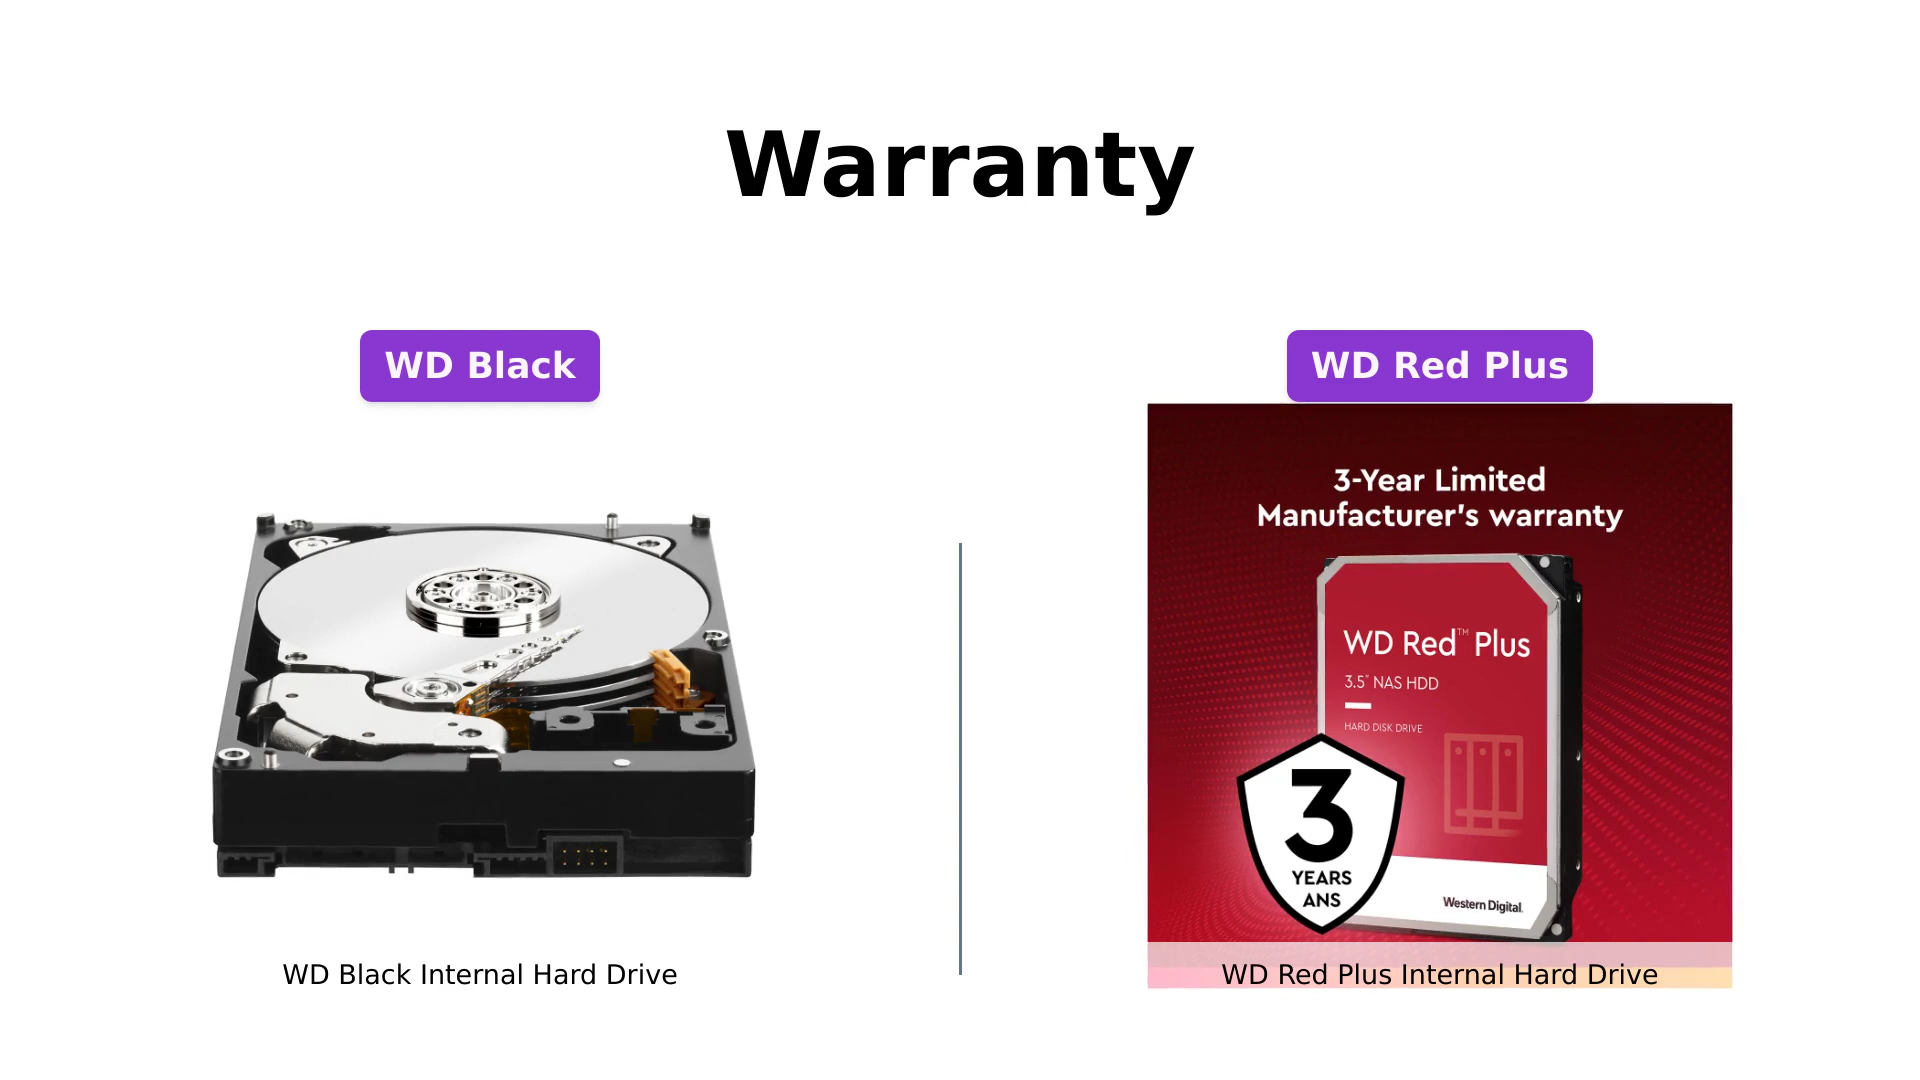 Warranty
WD Black
WD Red Plus
3-Year Limited
Manufacturer's warranty
WD Red™ Plus
3.5" NAS HDD
HARD DISK DRIVE
3
YEARS
ANS
Western Digital.
WD Black Internal Hard Drive
WD Red Plus Internal Hard Drive